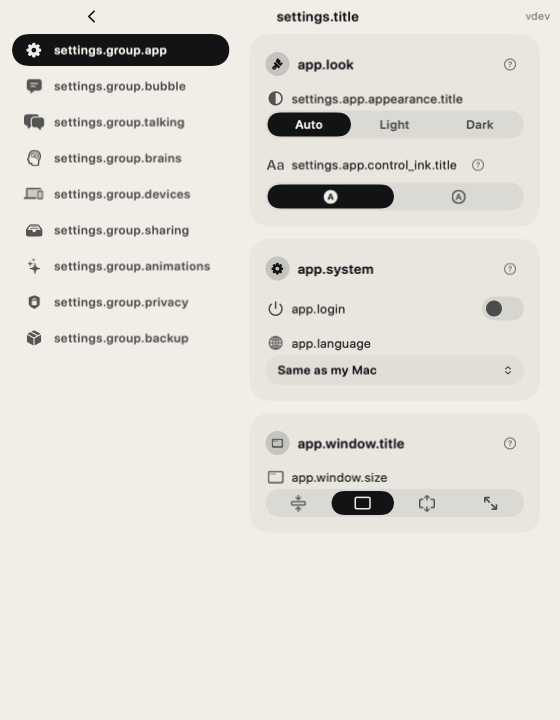 settings.title
vdev
settings.group.app
settings.group.bubble
settings.group.talking
settings.group.brains
settings.group.devices
settings.group.sharing
settings.group.animations
settings.group.privacy
settings.group.backup
app.look
?
settings.app.appearance.title
Auto Light Dark
Aa settings.app.control_ink.title ?
A A
app.system
?
app.login
app.language
Same as my Mac
app.window.title
?
app.window.size